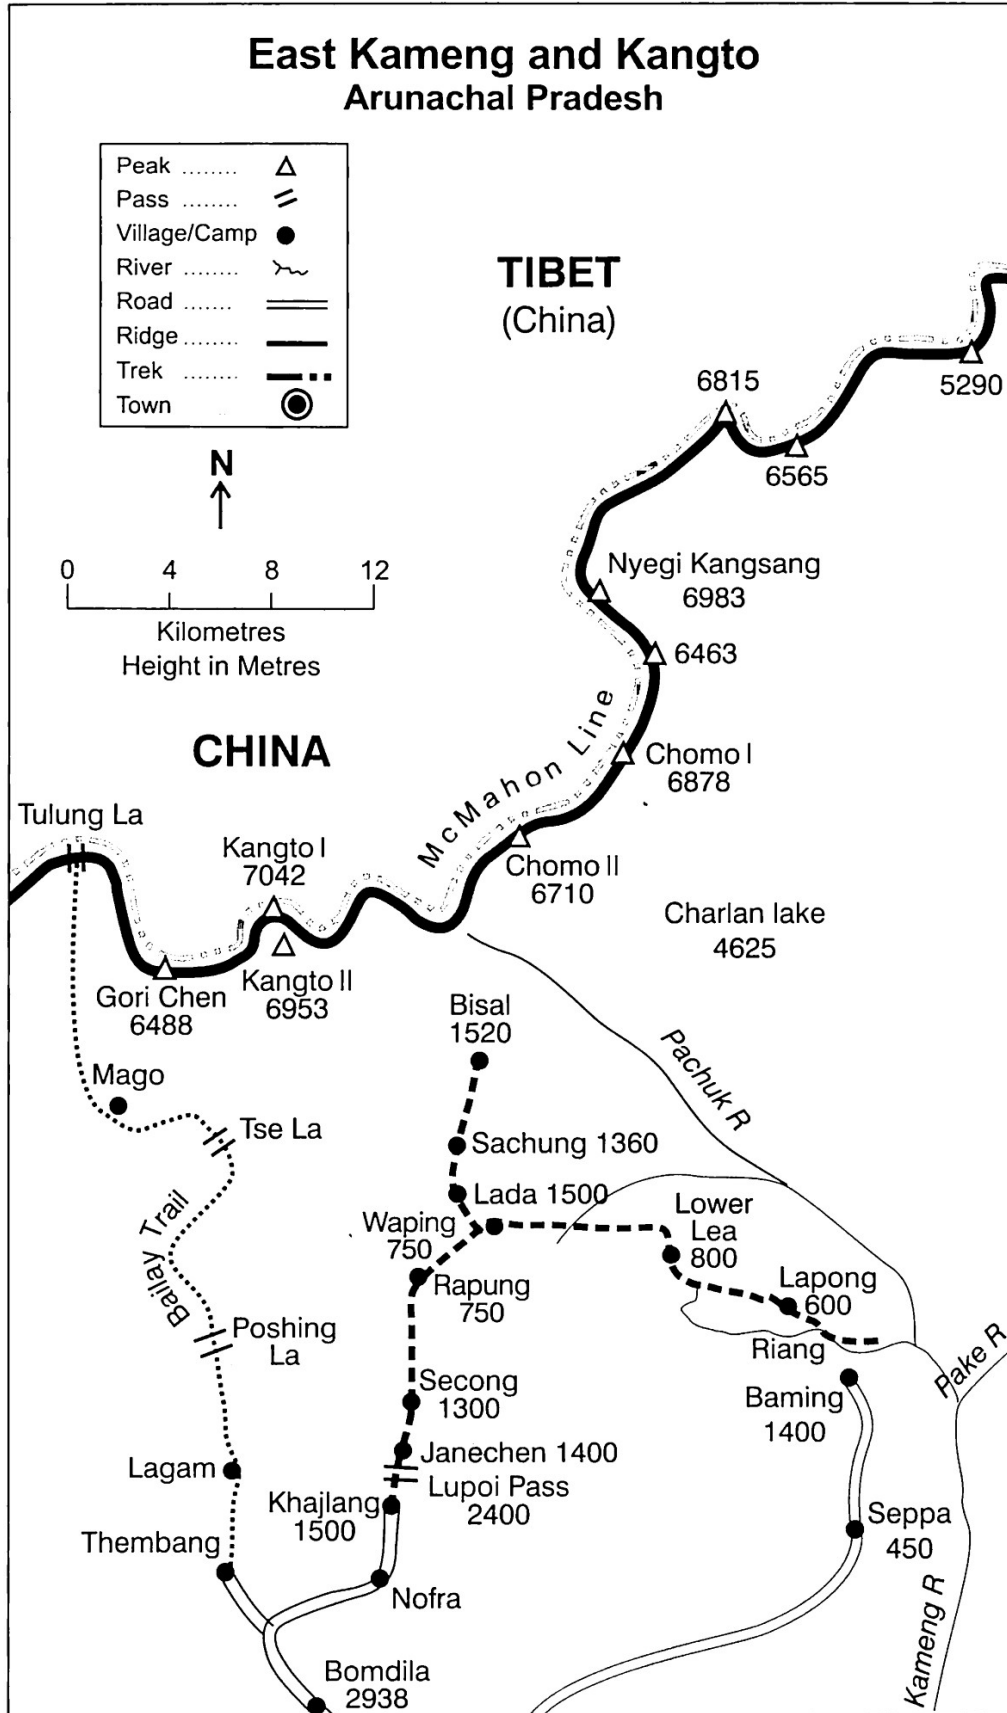 East Kameng and Kangto
Arunachal Pradesh
Peak ........
Pass ........
Village/Camp
River ........
Road .......
Ridge ........
Trek ..........
Town
N
0 4 8 12
Kilometres
Height in Metres
TIBET
(China)
5290
6815
6565
Nyegi Kangsang
6983
6463
McMahon Line
CHINA
Chomo I
6878
Tulung La
Kangto I
7042
Chomo II
6710
Charlan lake
4625
Kangto II
6953
Gori Chen
6488
Bisal
1520
Pachuk R
Mago
Tse La
Sachung 1360
Lada 1500
Bailay Trail
Waping
750
Lower
Lea
800
Rapung
750
Lapong
600
Poshing
La
Riang
Pake R
Secong
1300
Baming
1400
Janechen 1400
Lagam
Lupoi Pass
2400
Khajlang
1500
Seppa
450
Thembang
Nofra
Kameng R
Bomdila
2938